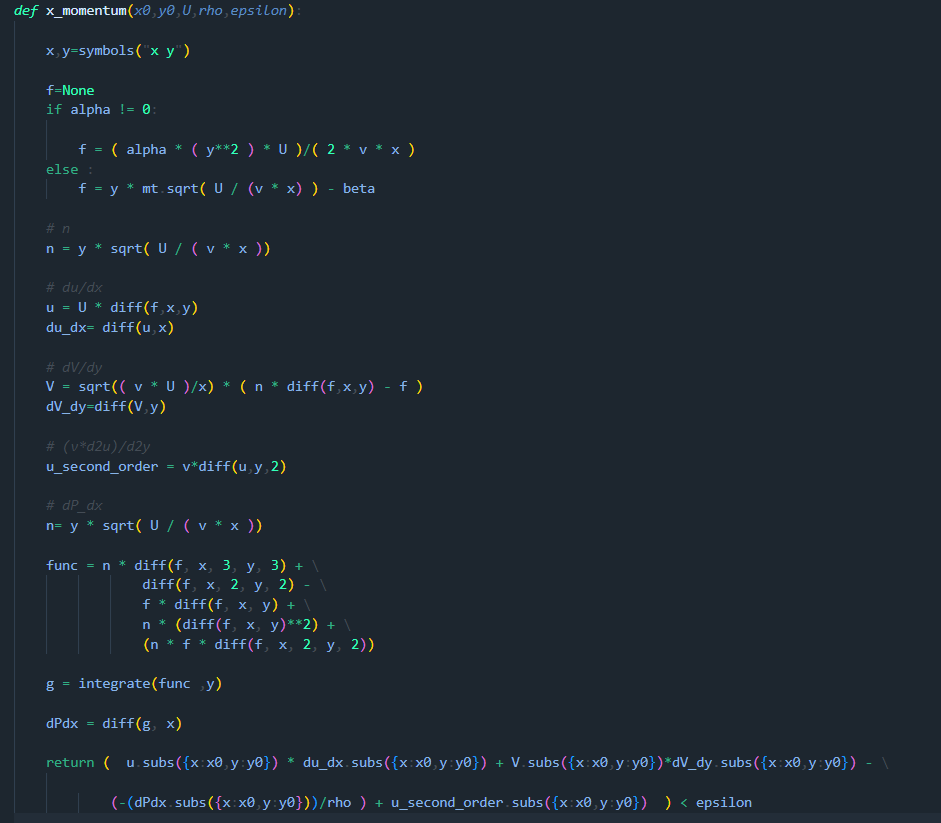 def x_momentum(x0,y0,U,rho,epsilon):
x,y=symbols("x y")
f=None
if alpha != 0:
f = ( alpha * ( y**2 ) * U )/( 2 * v * x )
else :
f = y * mt.sqrt( U / (v * x) ) - beta
# n
n = y * sqrt( U / ( v * x ))
# du/dx
u = U * diff(f,x,y)
du_dx= diff(u,x)
# dV/dy
V = sqrt(( v * U )/x) * ( n * diff(f,x,y) - f )
dV_dy=diff(V,y)
# (v*d2u)/d2y
u_second_order = v*diff(u,y,2)
# dP_dx
n= y * sqrt( U / ( v * x ))
func = n * diff(f, x, 3, y, 3) + \
diff(f, x, 2, y, 2) - \
f * diff(f, x, y) + \
n * (diff(f, x, y)**2) + \
(n * f * diff(f, x, 2, y, 2))
g = integrate(func ,y)
dPdx = diff(g, x)
return (  u.subs({x:x0,y:y0}) * du_dx.subs({x:x0,y:y0}) + V.subs({x:x0,y:y0})*dV_dy.subs({x:x0,y:y0}) - \
(-(dPdx.subs({x:x0,y:y0}))/rho ) + u_second_order.subs({x:x0,y:y0})  ) < epsilon